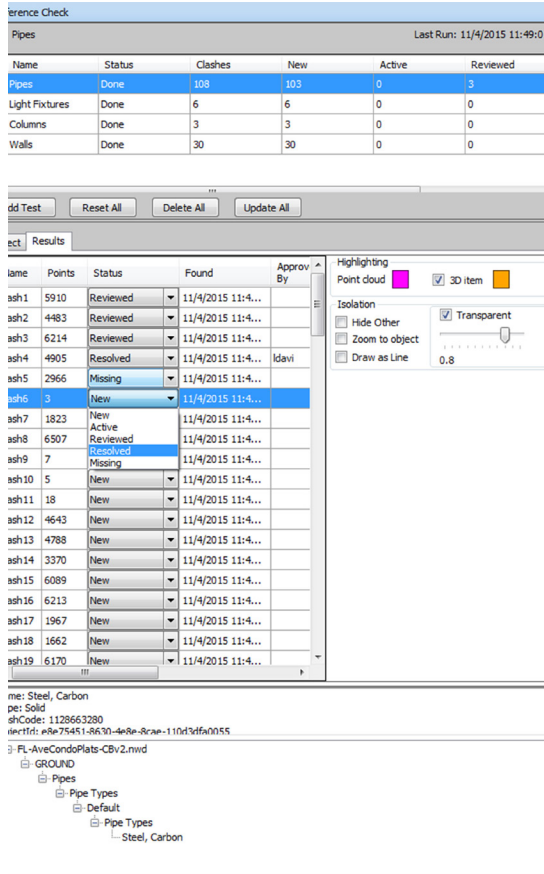 erence Check
Pipes Last Run: 11/4/2015 11:49:0
Name Status Clashes New Active Reviewed
Pipes Done 108 103 0 3
Light Fixtures Done 6 6 0 0
Columns Done 3 3 0 0
Walls Done 30 30 0 0
dd Test Reset All Delete All Update All
ect Results
ame Points Status Found Approv By
ash1 5910 Reviewed 11/4/2015 11:4...
ash2 4483 Reviewed 11/4/2015 11:4...
ash3 6214 Reviewed 11/4/2015 11:4...
ash4 4905 Resolved 11/4/2015 11:4... ldavi
ash5 2966 Missing 11/4/2015 11:4...
ash6 3 New 11/4/2015 11:4...
ash7 1823 11/4/2015 11:4...
ash8 6507 11/4/2015 11:4...
ash9 7 11/4/2015 11:4...
New
Active
Reviewed
Resolved
Missing
ash10 5 New 11/4/2015 11:4...
ash11 18 New 11/4/2015 11:4...
ash12 4643 New 11/4/2015 11:4...
ash13 4788 New 11/4/2015 11:4...
ash14 3370 New 11/4/2015 11:4...
ash15 6089 New 11/4/2015 11:4...
ash16 6213 New 11/4/2015 11:4...
ash17 1967 New 11/4/2015 11:4...
ash18 1662 New 11/4/2015 11:4...
ash19 6170 New 11/4/2015 11:4...
Highlighting
Point cloud 3D item
Isolation
Hide Other
Zoom to object
Draw as Line
Transparent
0.8
me: Steel, Carbon
pe: Solid
shCode: 1128663280
jectId: e8e75451-8630-4e8e-8cae-110d3dfa0055
FL-AveCondoPlats-CBv2.nwd
GROUND
Pipes
Pipe Types
Default
Pipe Types
Steel, Carbon